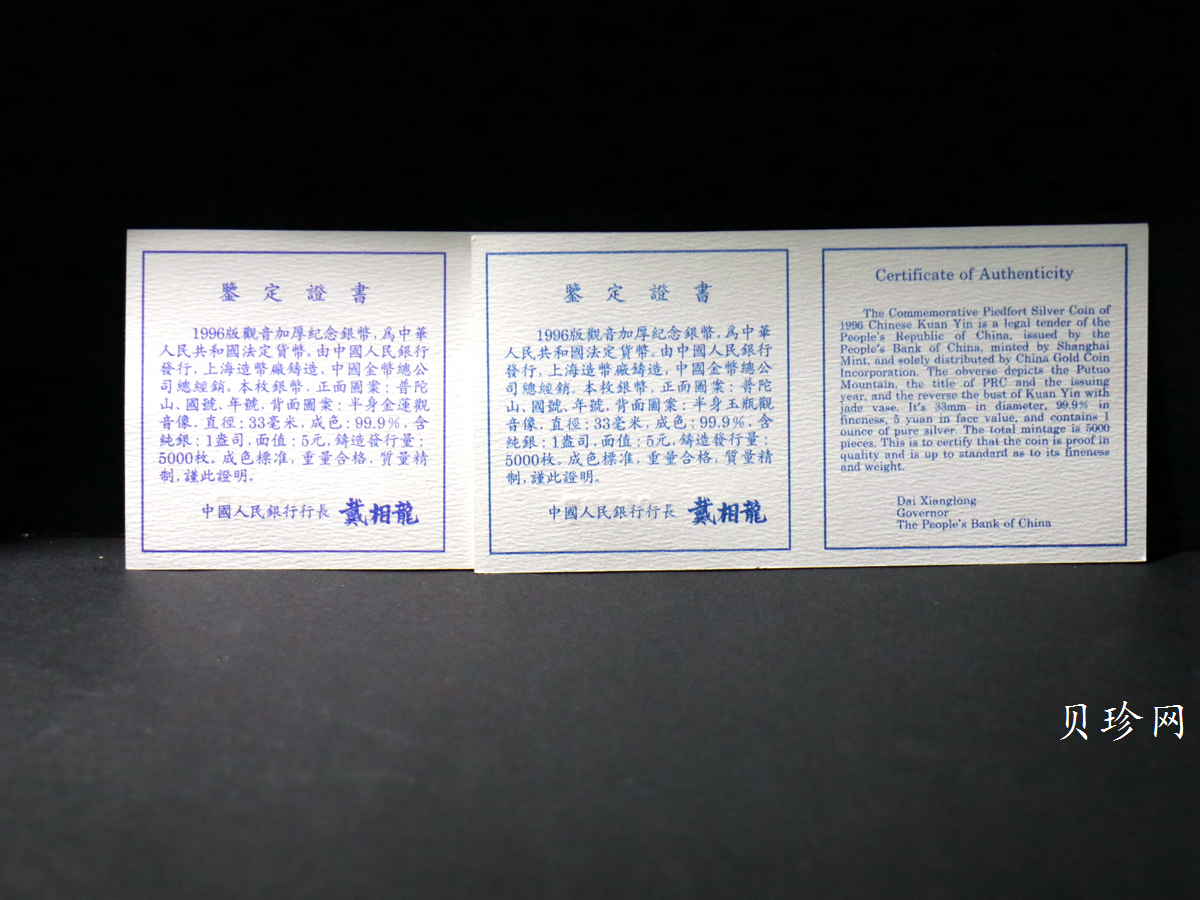 鑒定證書
1996版觀音加厚紀念銀幣,爲中華
人民共和國法定貨幣。由中國人民銀行
發行,上海造幣廠鑄造,中國金幣總公
司總經銷。本枚銀幣,正面圖案:普陀
山、國號、年號,背面圖案:半身金蓮觀
音像,直徑:33毫米,成色:99.9%,含
純銀:1盎司,面值:5元,鑄造發行量:
5000枚。成色標准,重量合格,質量精
制,謹此證明。
中國人民銀行行長 戴相龍
鑒定證書
1996版觀音加厚紀念銀幣,爲中華
人民共和國法定貨幣。由中國人民銀行
發行,上海造幣廠鑄造,中國金幣總公
司總經銷。本枚銀幣,正面圖案:普陀
山、國號、年號,背面圖案:半身玉瓶觀
音像,直徑:33毫米,成色:99.9%,含
純銀:1盎司,面值:5元,鑄造發行量:
5000枚。成色標准,重量合格,質量精
制,謹此證明。
中國人民銀行行長 戴相龍
Certificate of Authenticity
The Commemorative Piedfort Silver Coin of
1996 Chinese Kuan Yin is a legal tender of the
People's Republic of China, issued by the
People's Bank of China, minted by Shanghai
Mint, and solely distributed by China Gold Coin
Incorporation. The obverse depicts the Putuo
Mountain, the title of PRC and the issuing
year, and the reverse the bust of Kuan Yin with
jade vase. It's 33mm in diameter, 99.9% in
fineness, 5 yuan in face value, and contains 1
ounce of pure silver. The total mintage is 5000
pieces. This is to certify that the coin is proof in
quality and is up to standard as to its fineness
and weight.
Dai Xianglong
Governor
The People's Bank of China
贝珍网